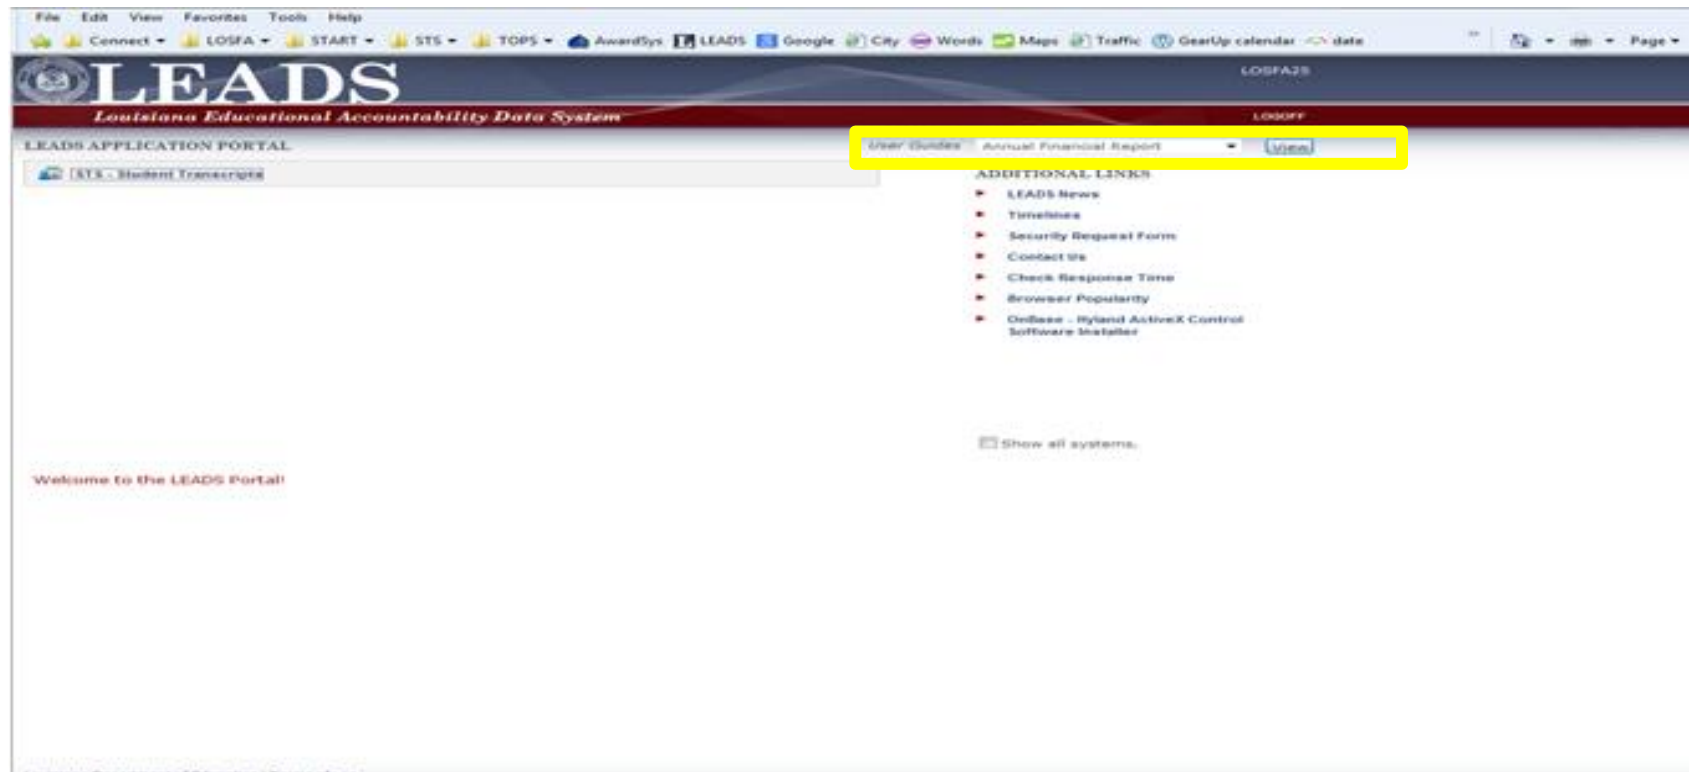 File Edit View Favorites Tools Help
Connect LOSFA START STS TOPS AwardSys LEADS Google City Words Maps Traffic GearUp calendar date Page
LEADS
LOSFA25
Louisiana Educational Accountability Data System
LOGOFF
LEADS APPLICATION PORTAL
User Guides Annual Financial Report View
STS - Student Transcripts
ADDITIONAL LINKS
LEADS News
Timelines
Security Request Form
Contact Us
Check Response Time
Browser Popularity
OnBase - Hyland ActiveX Control
Software Installer
Show all systems.
Welcome to the LEADS Portal!